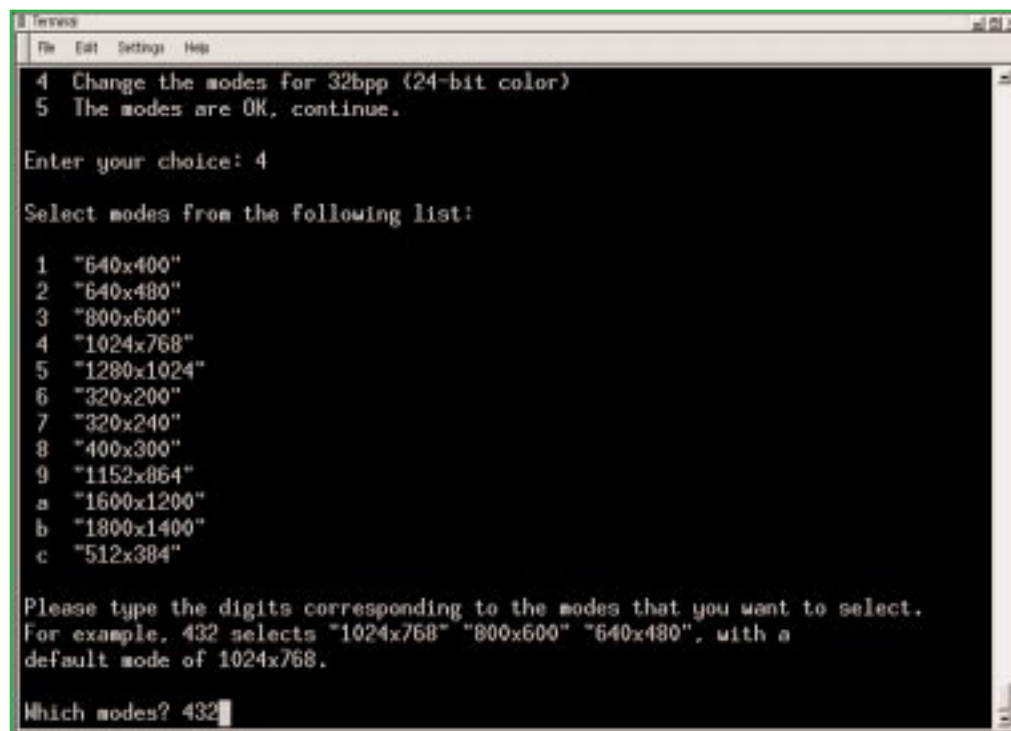 Terminal
File Edit Settings Help
4 Change the modes for 32bpp (24-bit color)
5 The modes are OK, continue.
Enter your choice: 4
Select modes from the following list:
1 "640x400"
2 "640x480"
3 "800x600"
4 "1024x768"
5 "1280x1024"
6 "320x200"
7 "320x240"
8 "400x300"
9 "1152x864"
a "1600x1200"
b "1800x1400"
c "512x384"
Please type the digits corresponding to the modes that you want to select.
For example, 432 selects "1024x768" "800x600" "640x480", with a
default mode of 1024x768.
Which modes? 432